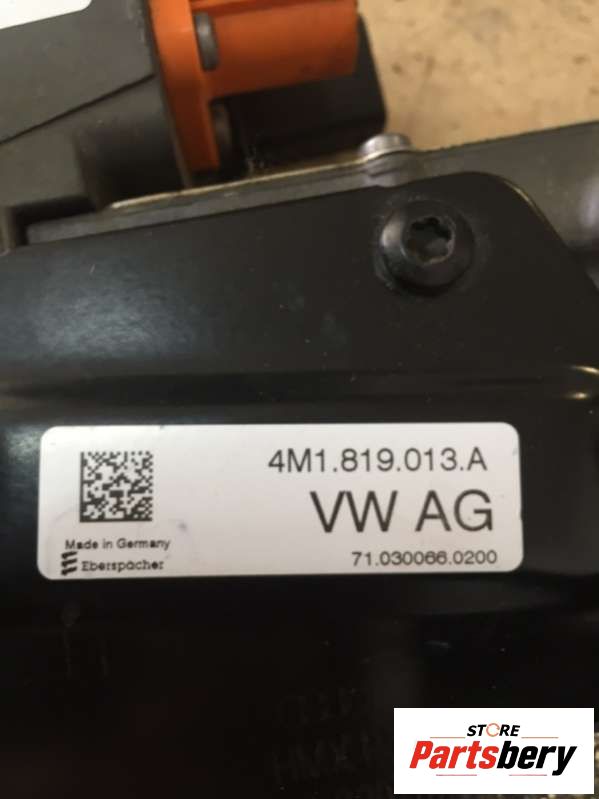 4M1.819.013.A
VW AG
71.030066.0200
Made in Germany
Eberspächer
STORE
Partsbery